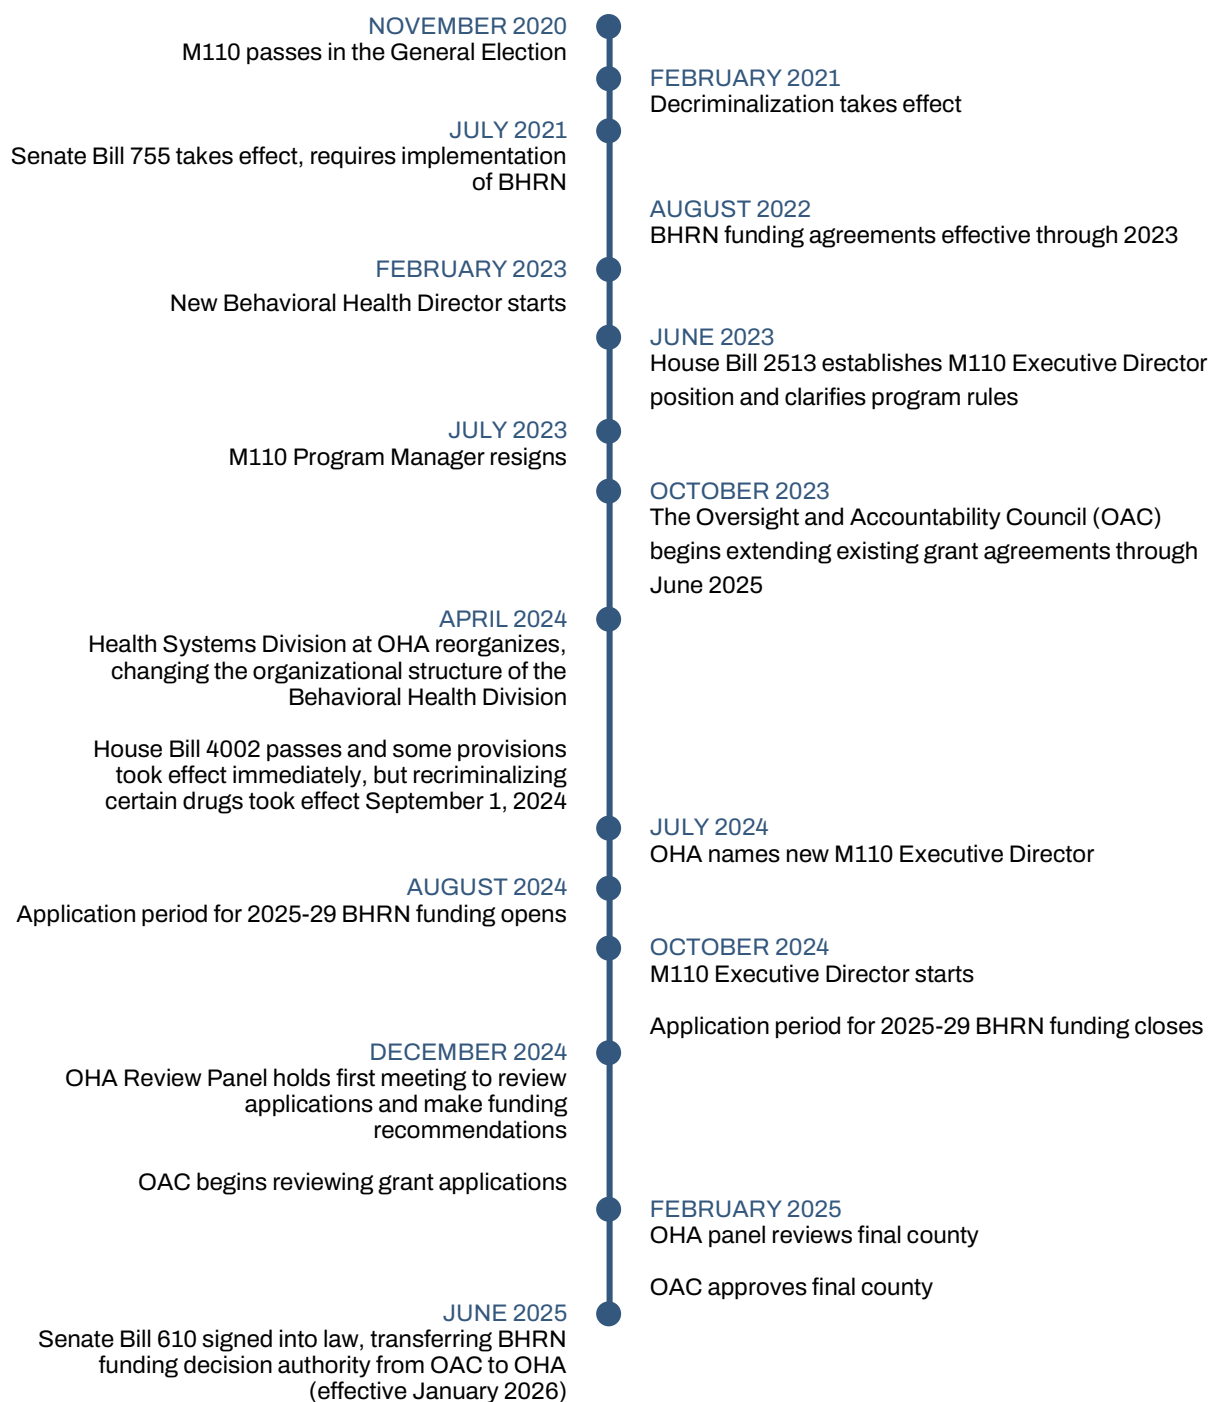 NOVEMBER 2020
M110 passes in the General Election
FEBRUARY 2021
Decriminalization takes effect
JULY 2021
Senate Bill 755 takes effect, requires implementation
of BHRN
AUGUST 2022
BHRN funding agreements effective through 2023
FEBRUARY 2023
New Behavioral Health Director starts
JUNE 2023
House Bill 2513 establishes M110 Executive Director
position and clarifies program rules
JULY 2023
M110 Program Manager resigns
OCTOBER 2023
The Oversight and Accountability Council (OAC)
begins extending existing grant agreements through
June 2025
APRIL 2024
Health Systems Division at OHA reorganizes,
changing the organizational structure of the
Behavioral Health Division
House Bill 4002 passes and some provisions
took effect immediately, but recriminalizing
certain drugs took effect September 1, 2024
JULY 2024
OHA names new M110 Executive Director
AUGUST 2024
Application period for 2025-29 BHRN funding opens
OCTOBER 2024
M110 Executive Director starts
Application period for 2025-29 BHRN funding closes
DECEMBER 2024
OHA Review Panel holds first meeting to review
applications and make funding
recommendations
OAC begins reviewing grant applications
FEBRUARY 2025
OHA panel reviews final county
OAC approves final county
JUNE 2025
Senate Bill 610 signed into law, transferring BHRN
funding decision authority from OAC to OHA
(effective January 2026)